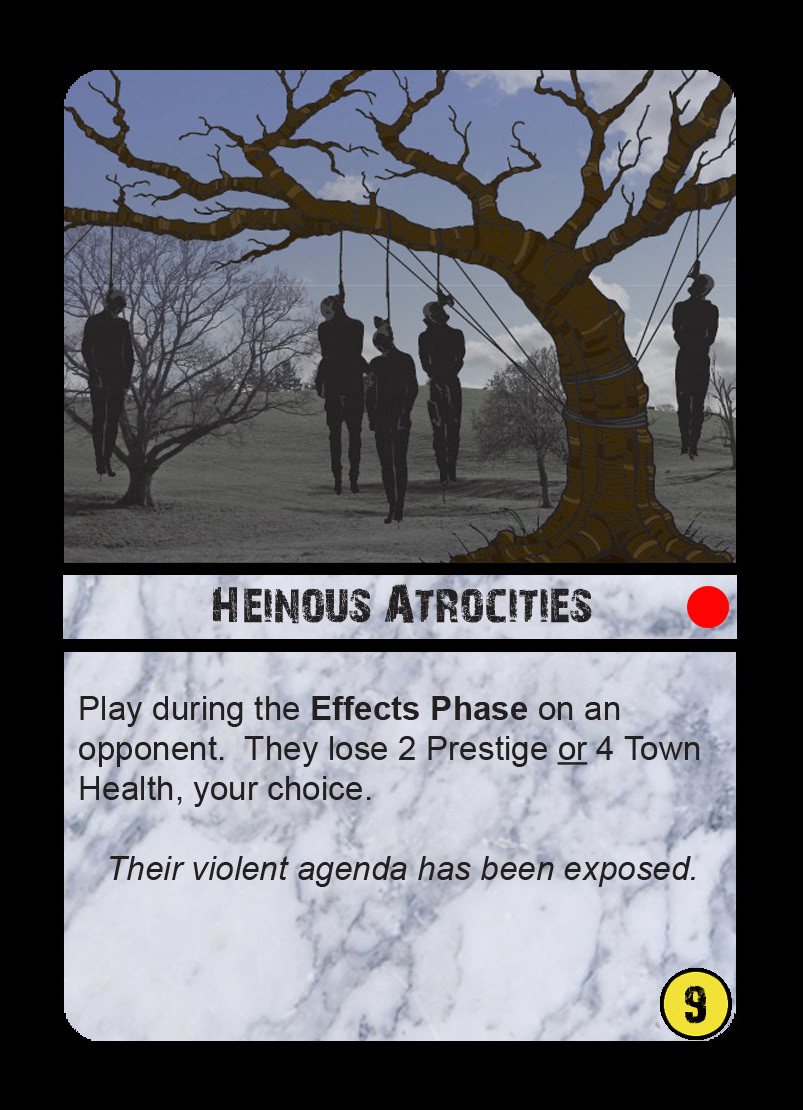 Heinous Atrocities
Play during the Effects Phase on an
opponent.  They lose 2 Prestige or 4 Town
Health, your choice.
Their violent agenda has been exposed.
9